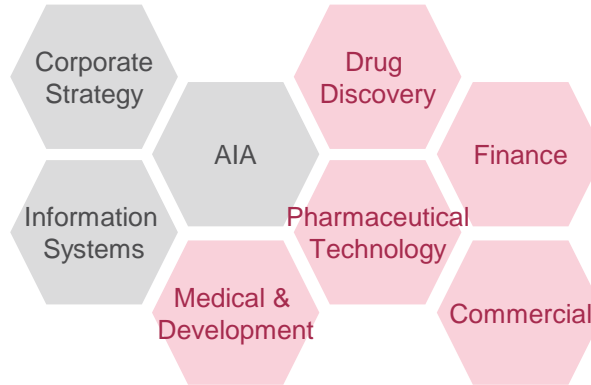 Corporate
Strategy
Drug
Discovery
AIA
Finance
Information
Systems
Pharmaceutical
Technology
Medical &
Development
Commercial